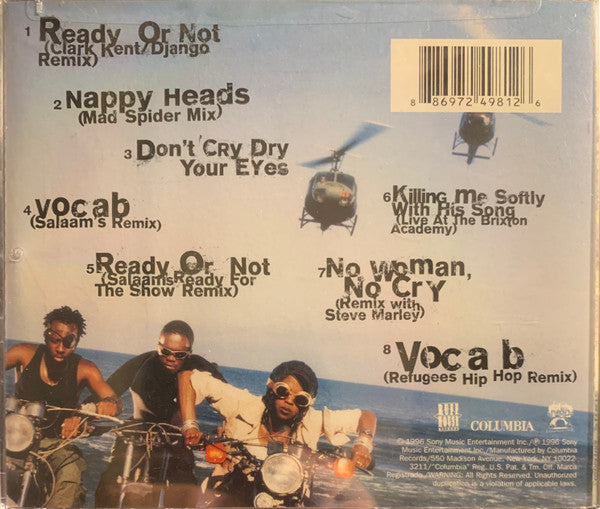 1 Ready Or Not
(Clark Kent/Django
Remix)
2 Nappy Heads
(Mad Spider Mix)
3 Don't Cry Dry
Your Eyes
4 vocab
(Salaam's Remix)
5 Ready Or Not
(Salaams Ready For
The Show Remix)
6 Killing me Softly
With His Song
(Live At The Brixton
Academy)
7 No woman,
No Cry
(Remix with
Steve Marley)
8 Vocab
(Refugees Hip Hop Remix)
8 86972 49812 6
COLUMBIA
© 1996 Sony Music Entertainment Inc./℗ 1996 Sony
Music Entertainment Inc./Manufactured by Columbia
Records/550 Madison Avenue, New York, NY 10022-
3211/"Columbia" Reg. U.S. Pat. & Tm. Off. Marca
Registrada./WARNING: All Rights Reserved. Unauthorized
duplication is a violation of applicable laws.